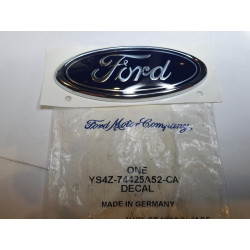 Ford
Ford Motor Company,
ONE
YS4Z-74425A52-CA
DECAL
MADE IN GERMANY